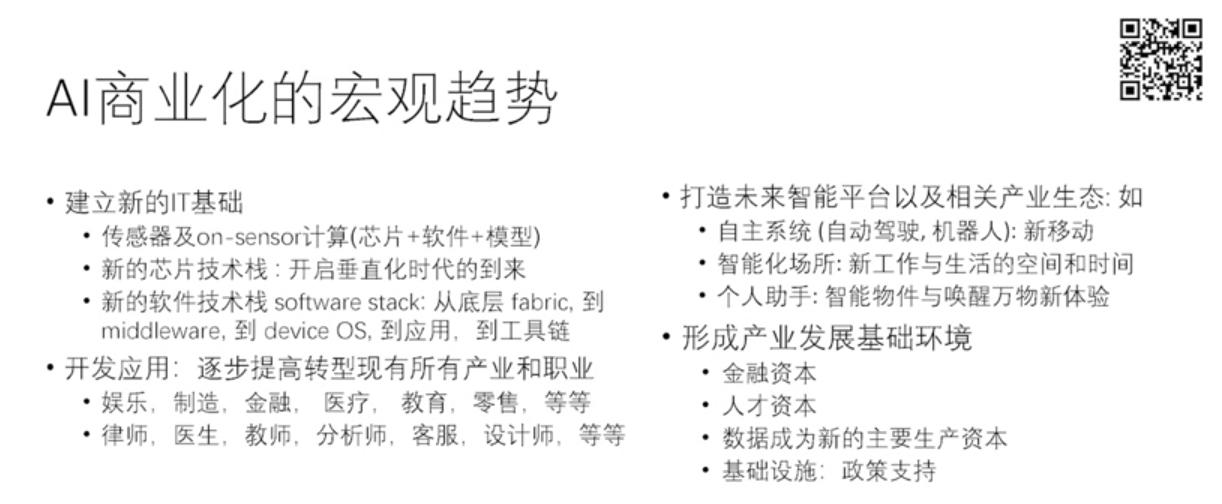 AI商业化的宏观趋势
• 建立新的IT基础
• 传感器及on-sensor计算(芯片+软件+模型)
• 新的芯片技术栈：开启垂直化时代的到来
• 新的软件技术栈 software stack: 从底层 fabric, 到
middleware, 到 device OS, 到应用，到工具链
• 开发应用：逐步提高转型现有所有产业和职业
• 娱乐，制造，金融，医疗，教育，零售，等等
• 律师，医生，教师，分析师，客服，设计师，等等
• 打造未来智能平台以及相关产业生态: 如
• 自主系统 (自动驾驶, 机器人): 新移动
• 智能化场所: 新工作与生活的空间和时间
• 个人助手: 智能物件与唤醒万物新体验
• 形成产业发展基础环境
• 金融资本
• 人才资本
• 数据成为新的主要生产资本
• 基础设施：政策支持